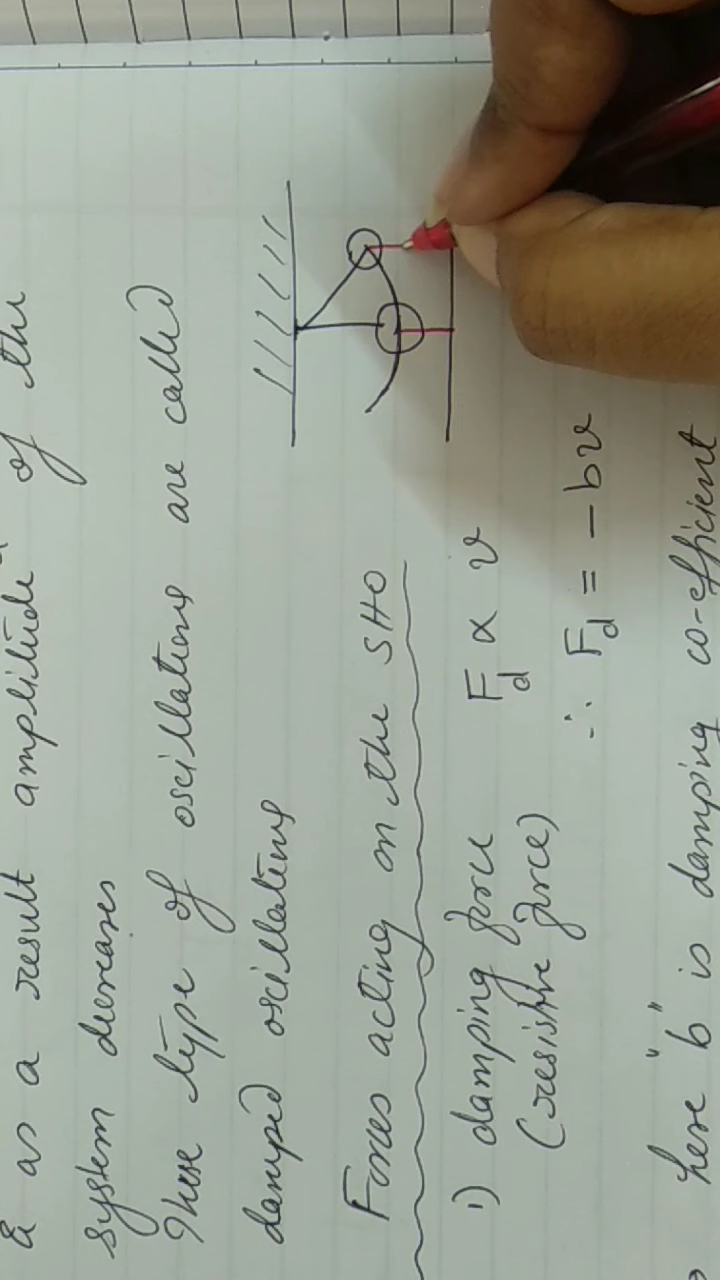 & as a result amplitude of the
system decreases
These type of oscillations are called
damped oscillations
Forces acting on the SHO
1) damping force F_d ∝ v
(resistive force)
∴ F_d = - bv
here "b" is damping co-efficient